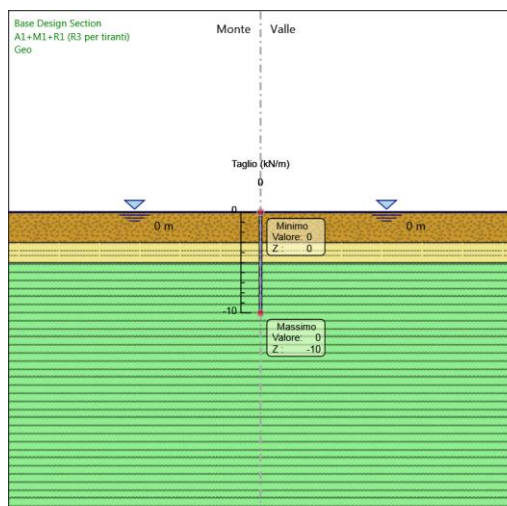 Base Design Section
A1+M1+R1 (R3 per tiranti)
Geo
Monte
Valle
Taglio (kN/m)
0
0
0 m
0 m
Minimo
Valore: 0
Z : 0
-10
Massimo
Valore: 0
Z : -10